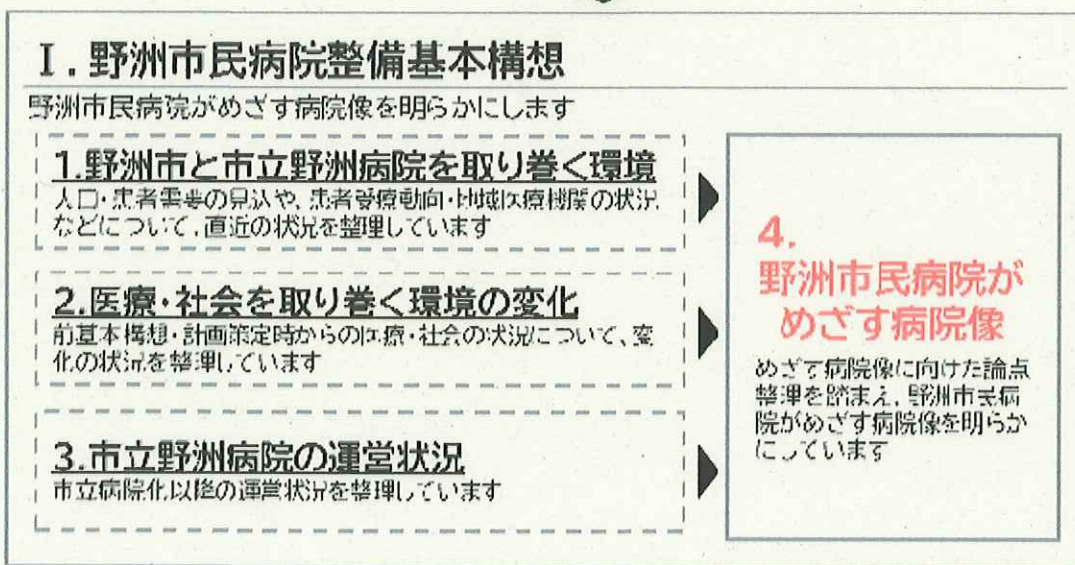 Ⅰ.野洲市民病院整備基本構想
野洲市民病院がめざす病院像を明らかにします
1.野洲市と市立野洲病院を取り巻く環境
人口・患者需要の見込や、患者受療動向・地域医療機関の状況
などについて、直近の状況を整理しています
2.医療・社会を取り巻く環境の変化
前基本構想・計画策定時からの医療・社会の状況について、変
化の状況を整理しています
3.市立野洲病院の運営状況
市立病院化以降の運営状況を整理しています
4.
野洲市民病院が
めざす病院像
めざす病院像に向けた論点
整理を踏まえ、野洲市民病
院がめざす病院像を明らか
にしています